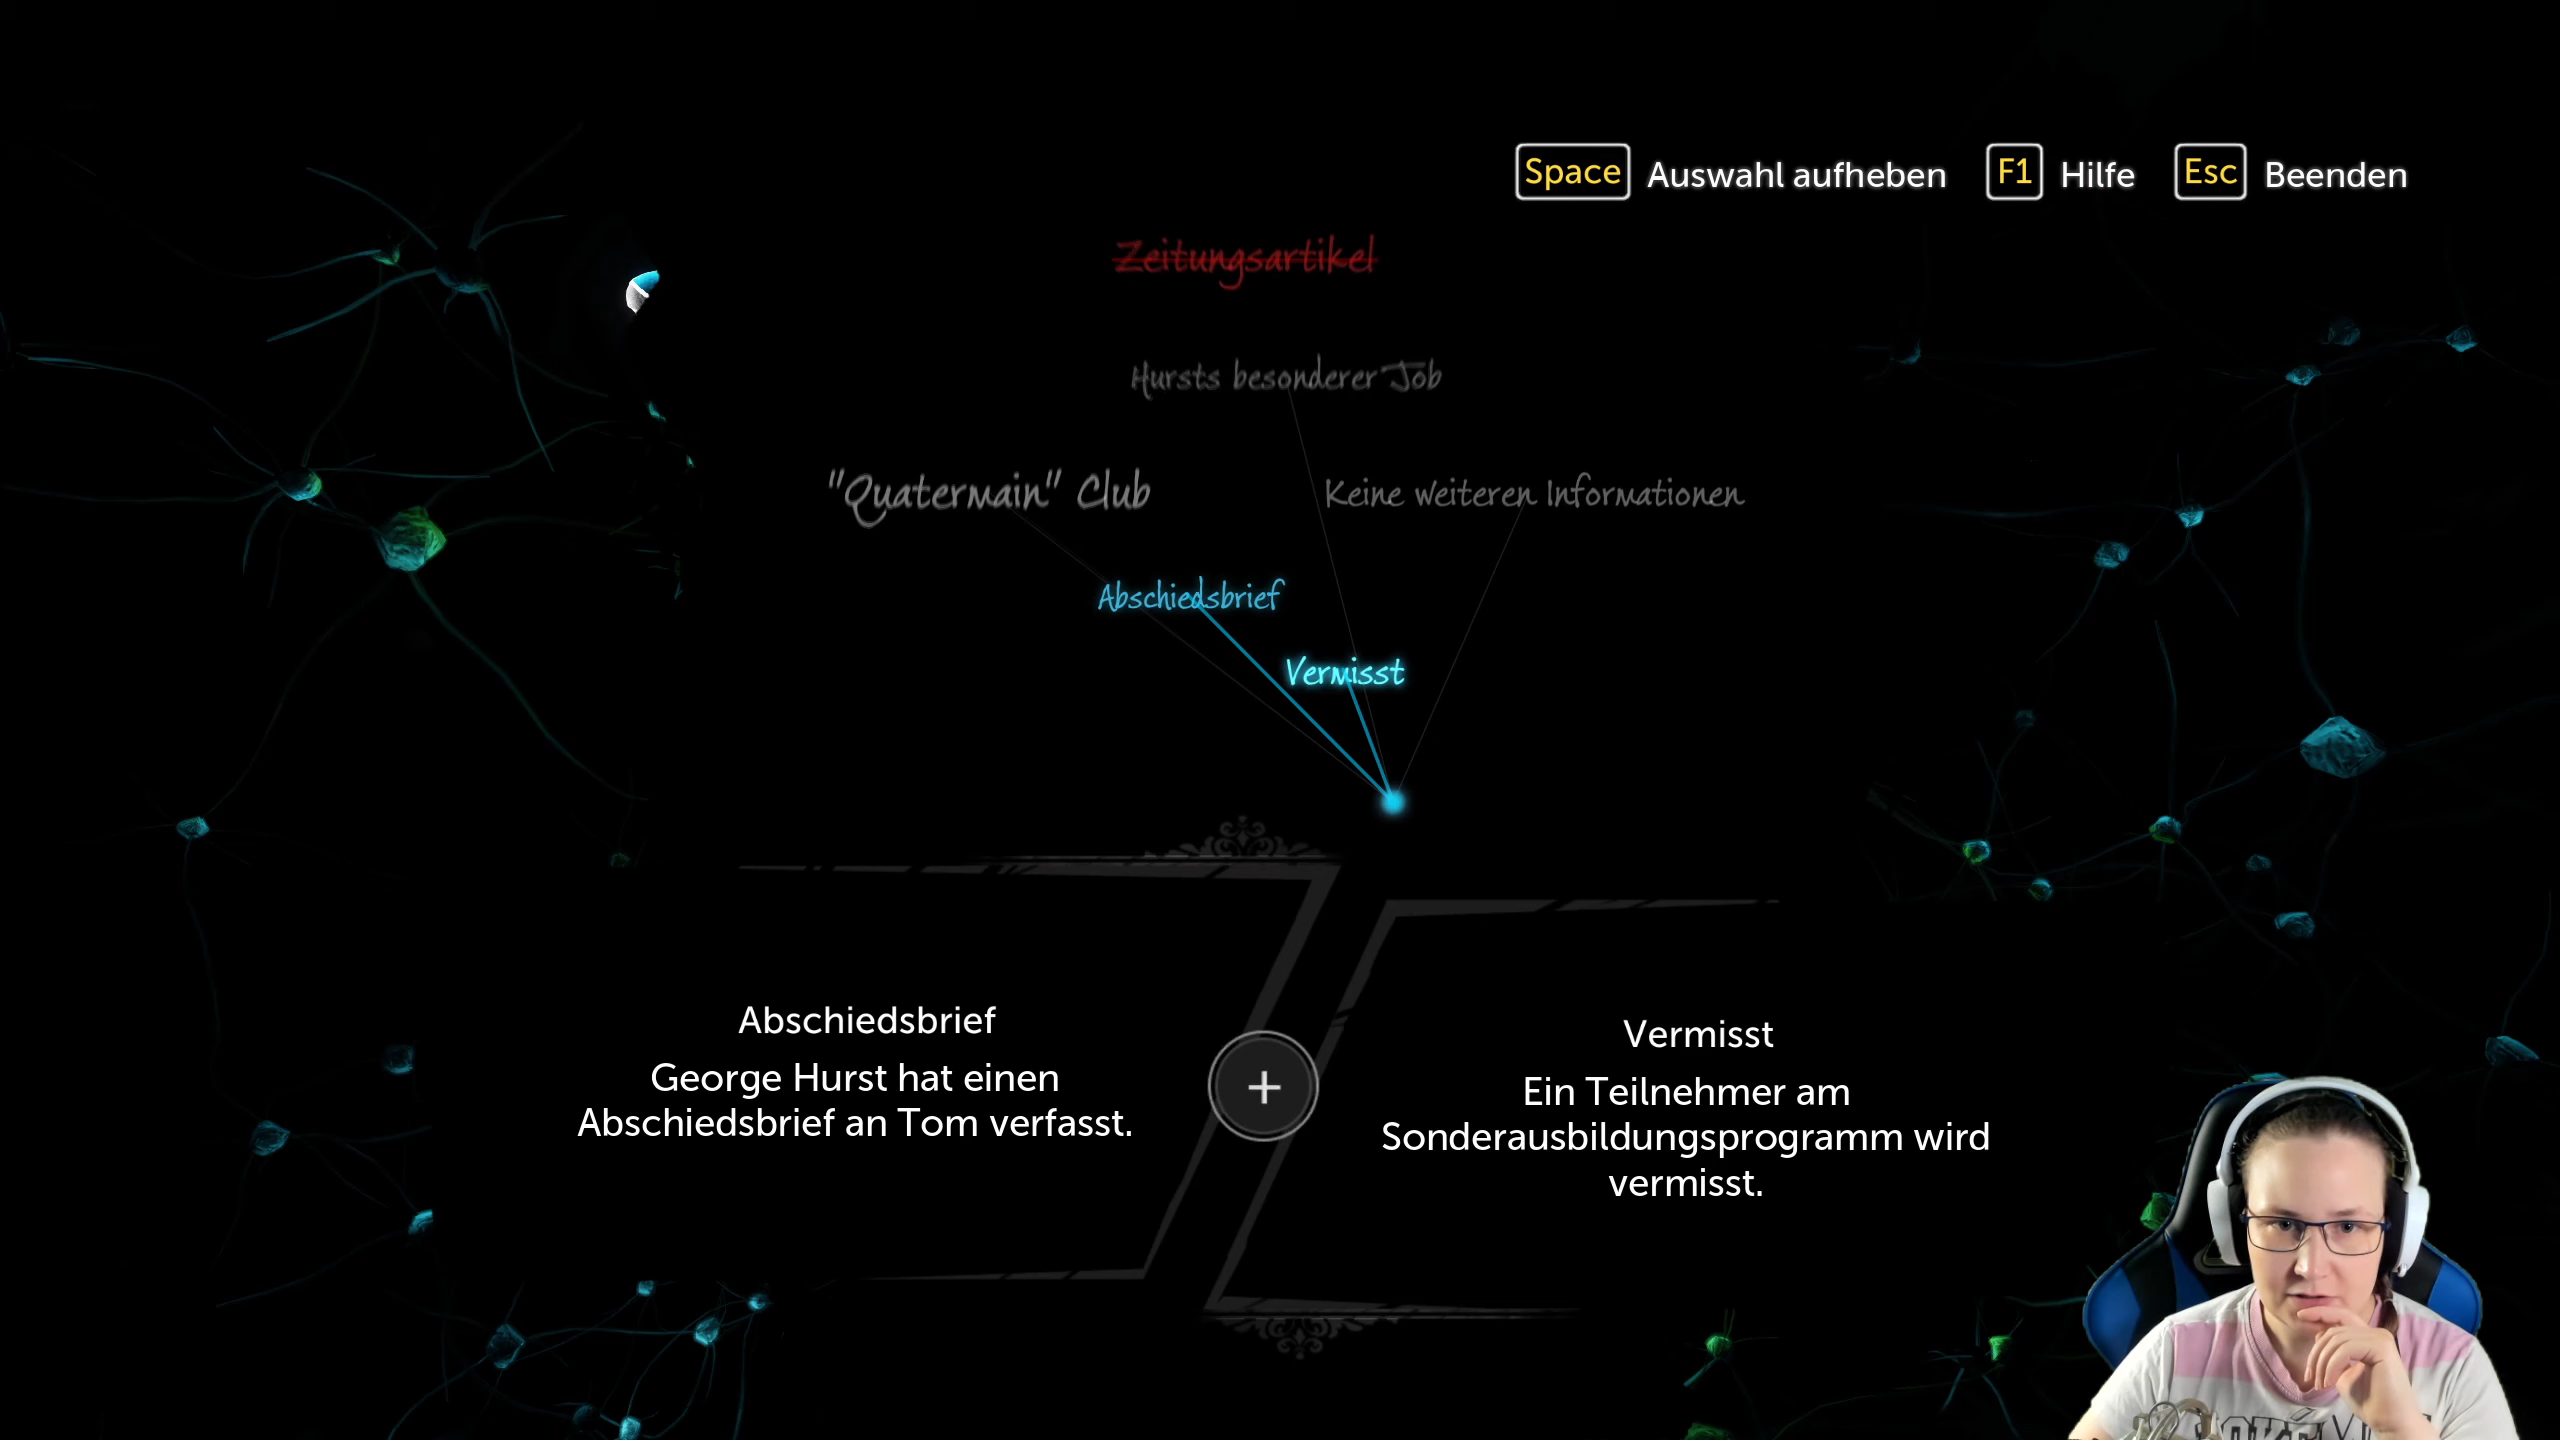 Space Auswahl aufheben F1 Hilfe Esc Beenden
Zeitungsartikel
Hursts besonderer Job
"Quatermain" Club
Keine weiteren Informationen
Abschiedsbrief
Vermisst
Abschiedsbrief
George Hurst hat einen
Abschiedsbrief an Tom verfasst.
+
Vermisst
Ein Teilnehmer am
Sonderausbildungsprogramm wird
vermisst.